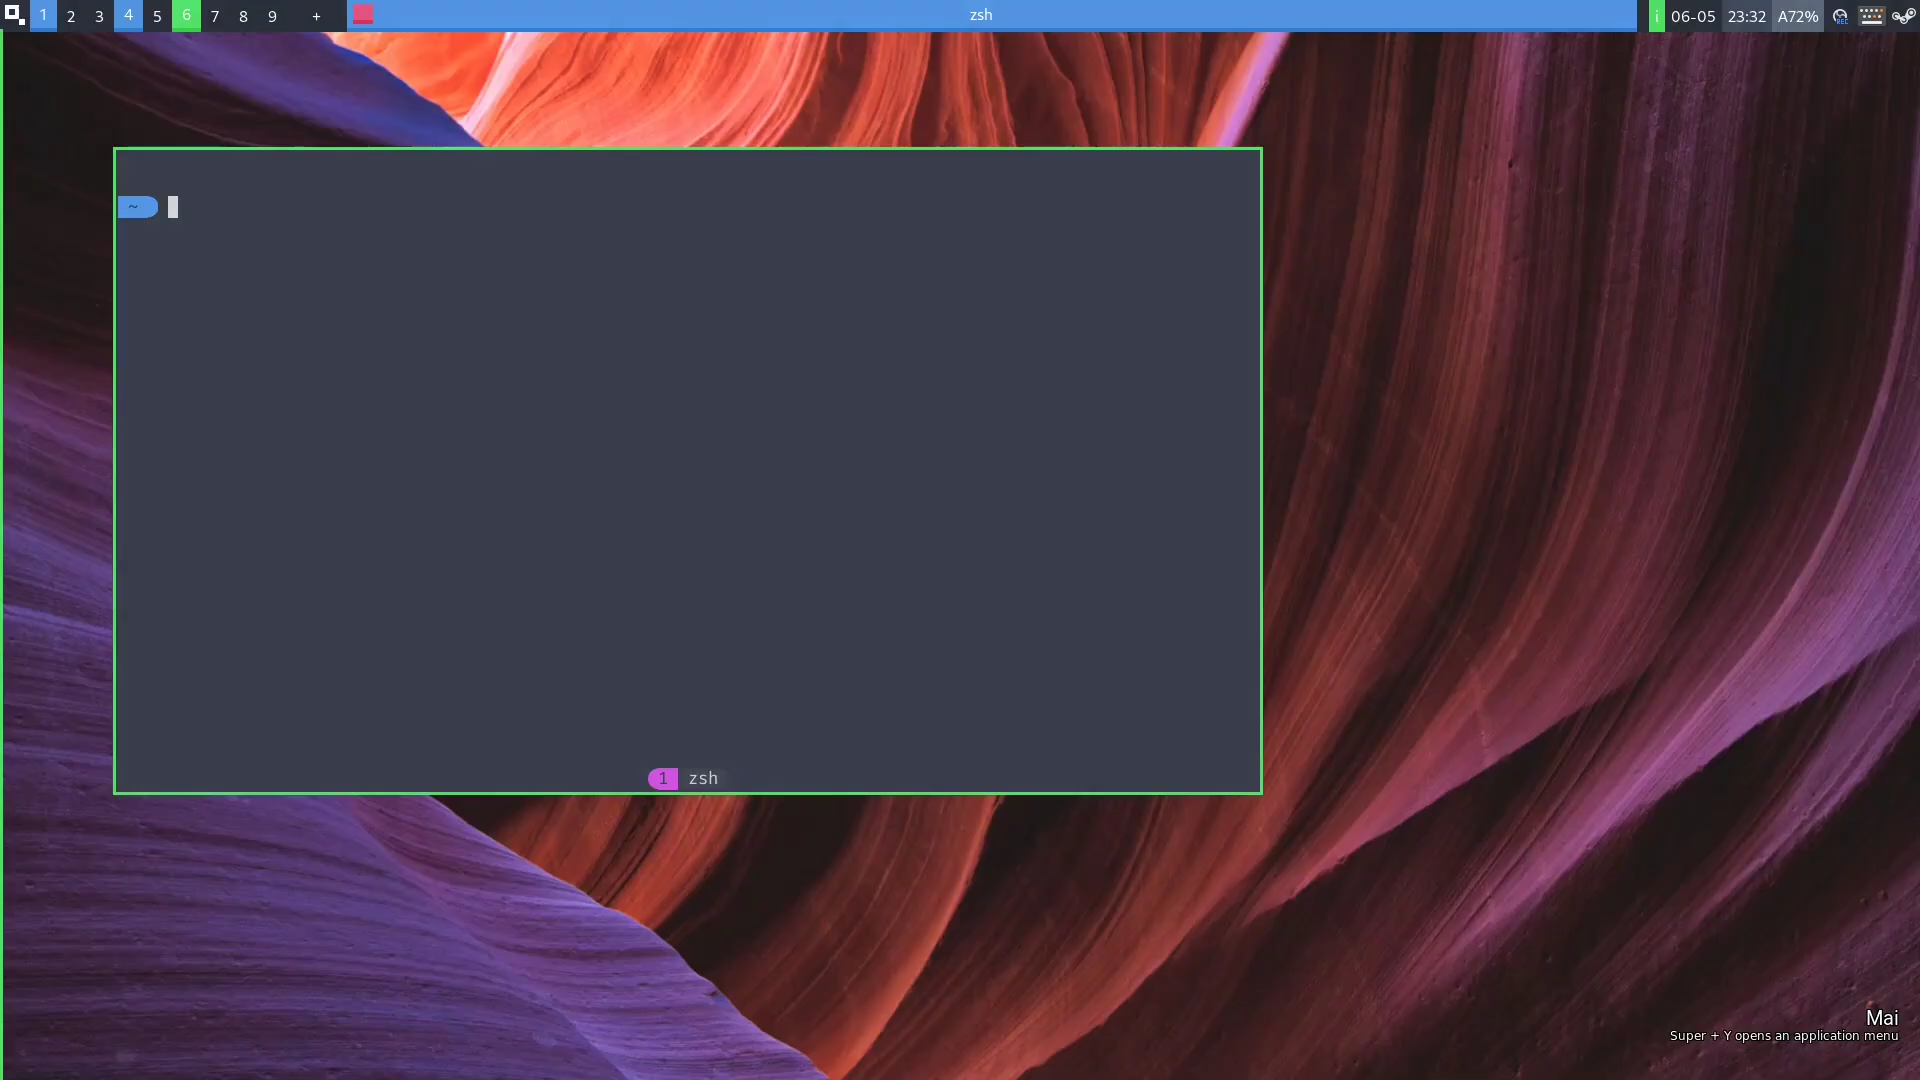 1 2 3 4 5 6 7 8 9 + zsh i 06-05 23:32 A72% REC
~
1 zsh
Mai
Super + Y opens an application menu